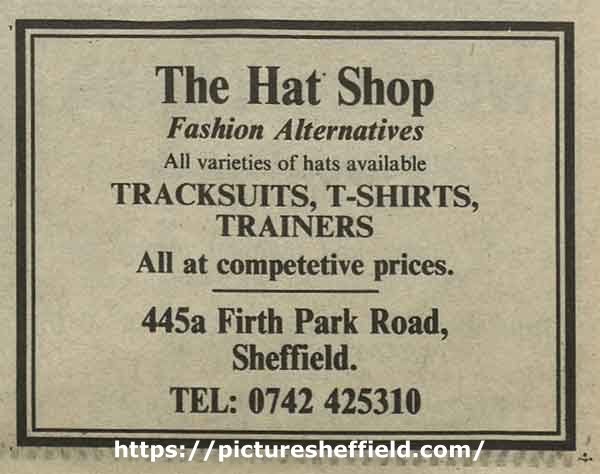 The Hat Shop
Fashion Alternatives
All varieties of hats available
TRACKSUITS, T-SHIRTS,
TRAINERS
All at competetive prices.
445a Firth Park Road,
Sheffield.
TEL: 0742 425310
https://picturesheffield.com/